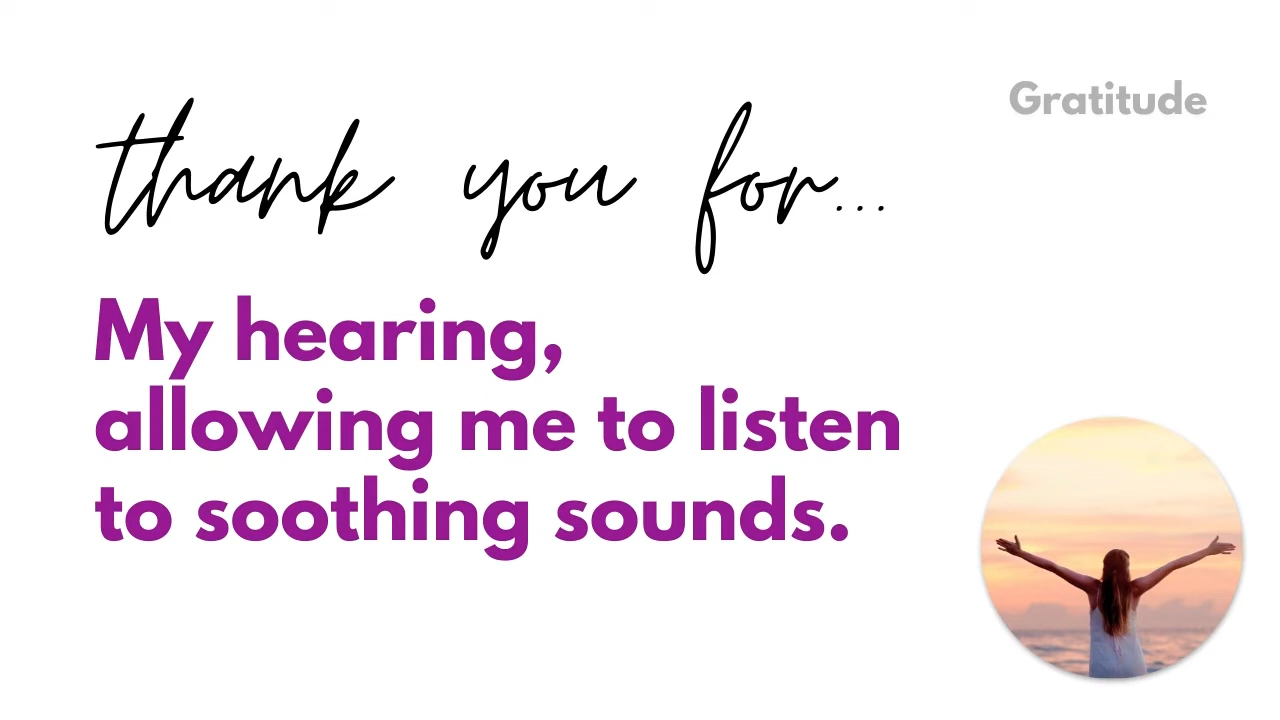 Gratitude
thank you for...
My hearing,
allowing me to listen
to soothing sounds.